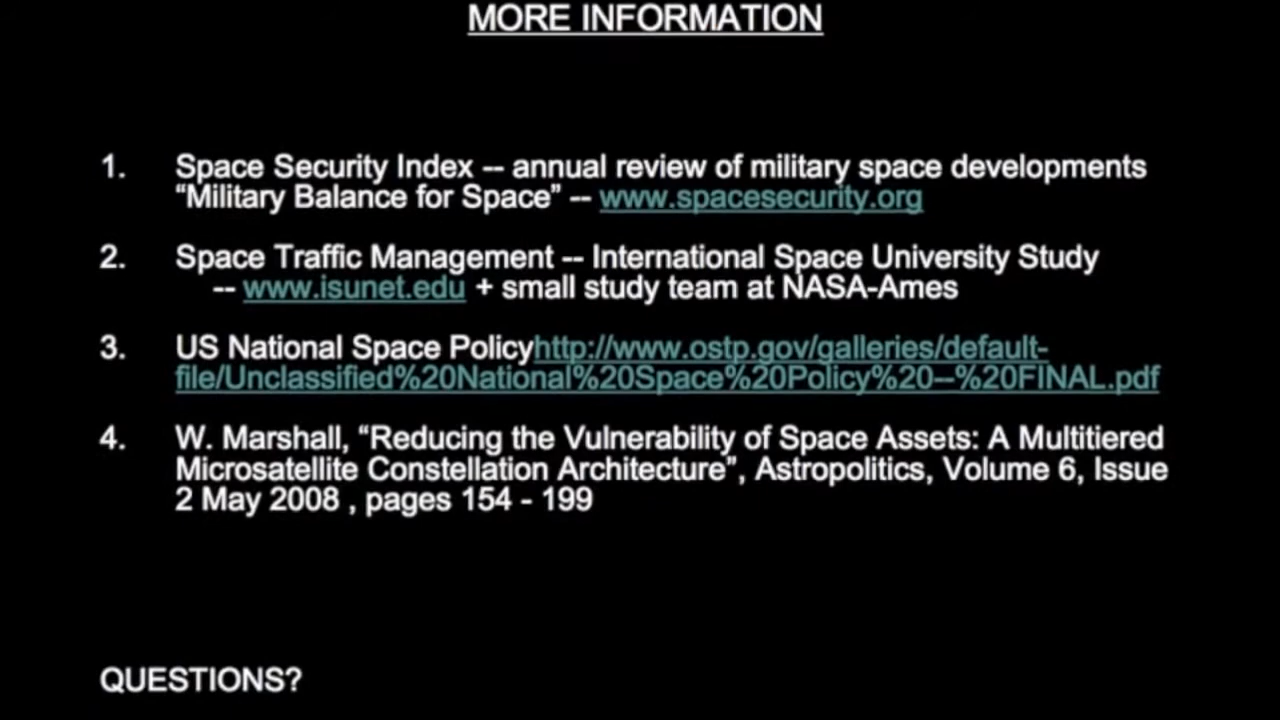 MORE INFORMATION
1. Space Security Index -- annual review of military space developments
“Military Balance for Space” -- www.spacesecurity.org
2. Space Traffic Management -- International Space University Study
-- www.isunet.edu + small study team at NASA-Ames
3. US National Space Policyhttp://www.ostp.gov/galleries/default-
file/Unclassified%20National%20Space%20Policy%20--%20FINAL.pdf
4. W. Marshall, “Reducing the Vulnerability of Space Assets: A Multitiered
Microsatellite Constellation Architecture”, Astropolitics, Volume 6, Issue
2 May 2008 , pages 154 - 199
QUESTIONS?